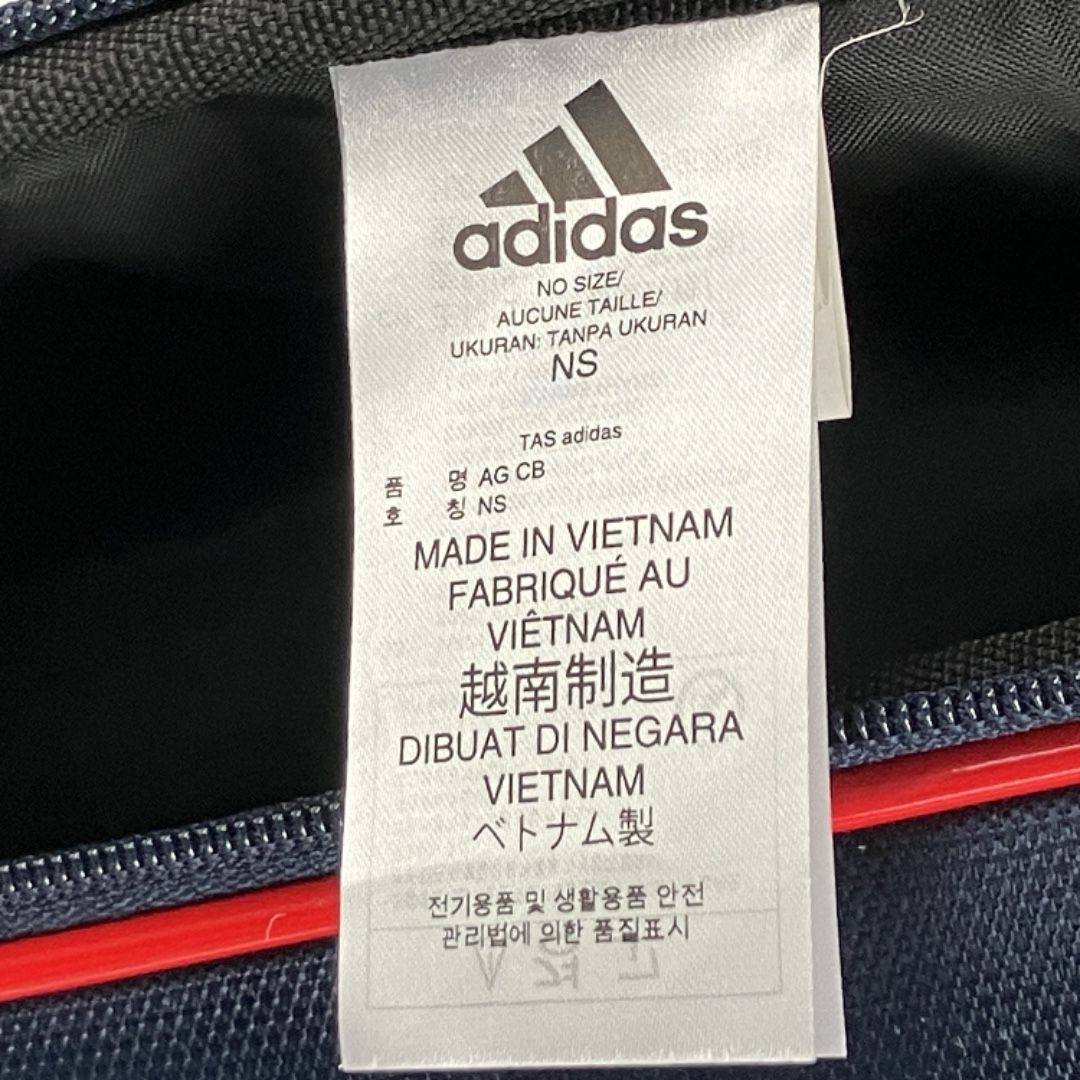 adidas
NO SIZE/
AUCUNE TAILLE/
UKURAN: TANPA UKURAN
NS
TAS adidas
품 명 AG CB
호 칭 NS
MADE IN VIETNAM
FABRIQUÉ AU
VIÊTNAM
越南制造
DIBUAT DI NEGARA
VIETNAM
ベトナム製
전기용품 및 생활용품 안전
관리법에 의한 품질표시